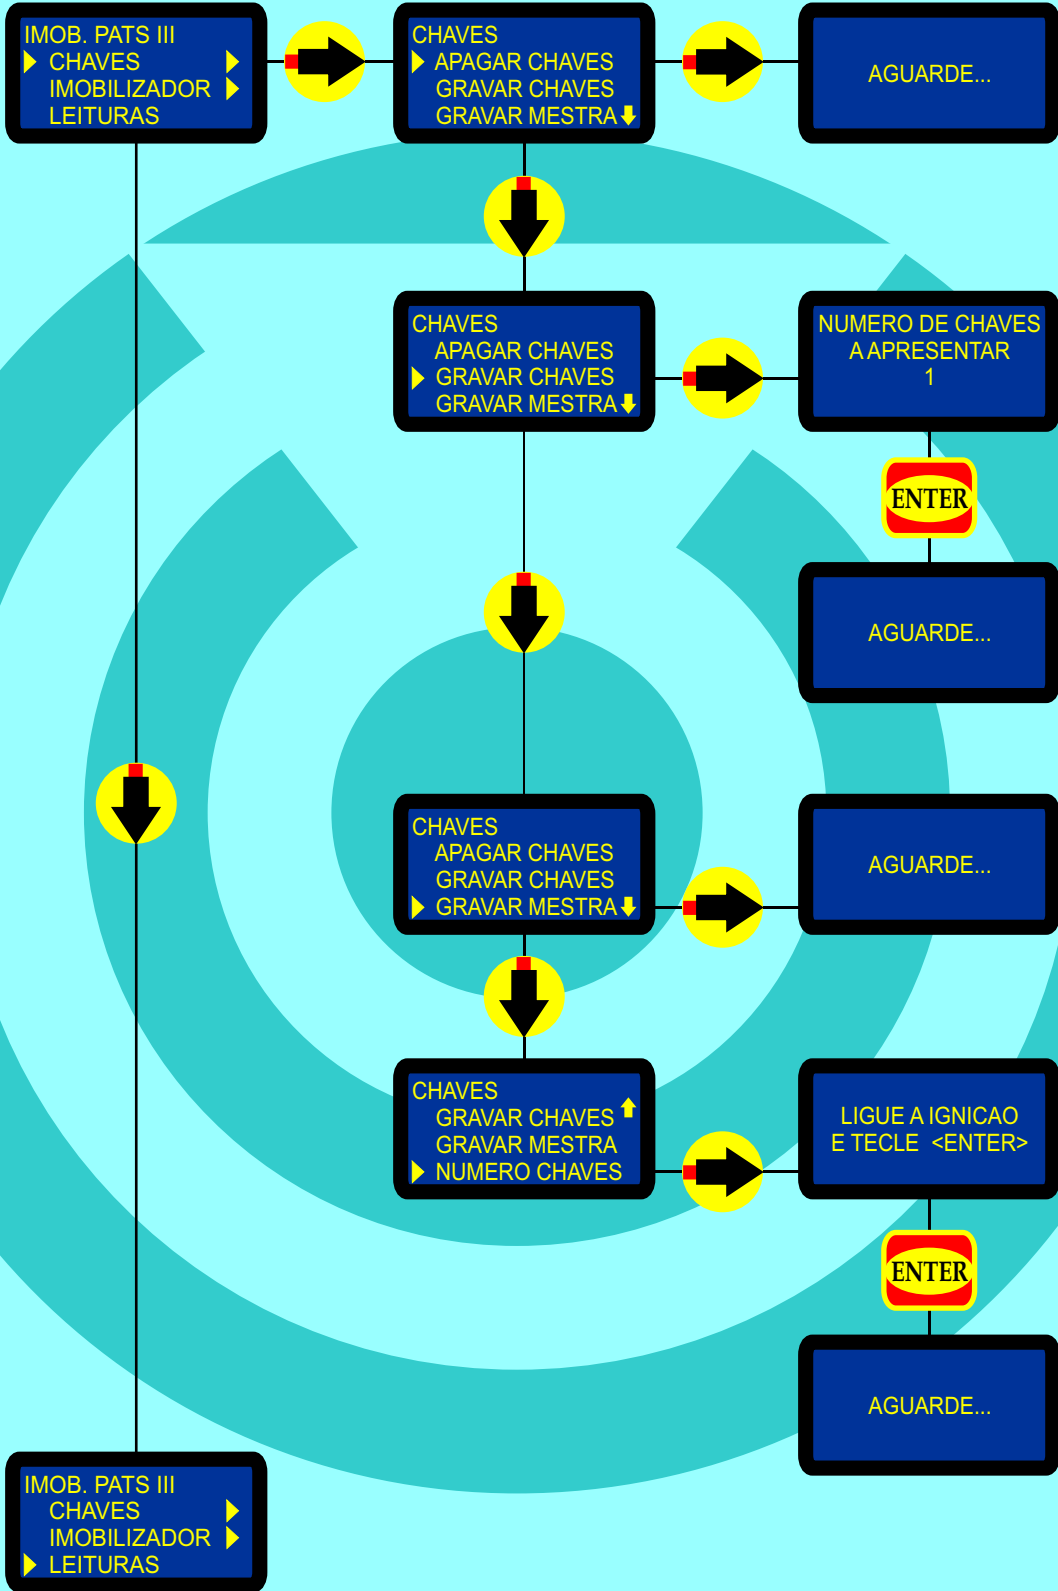 IMOB. PATS III
CHAVES
IMOBILIZADOR
LEITURAS
CHAVES
APAGAR CHAVES
GRAVAR CHAVES
GRAVAR MESTRA
AGUARDE...
CHAVES
APAGAR CHAVES
GRAVAR CHAVES
GRAVAR MESTRA
NUMERO DE CHAVES
A APRESENTAR
1
ENTER
AGUARDE...
CHAVES
APAGAR CHAVES
GRAVAR CHAVES
GRAVAR MESTRA
AGUARDE...
CHAVES
GRAVAR CHAVES
GRAVAR MESTRA
NUMERO CHAVES
LIGUE A IGNICAO
E TECLE <ENTER>
ENTER
AGUARDE...
IMOB. PATS III
CHAVES
IMOBILIZADOR
LEITURAS